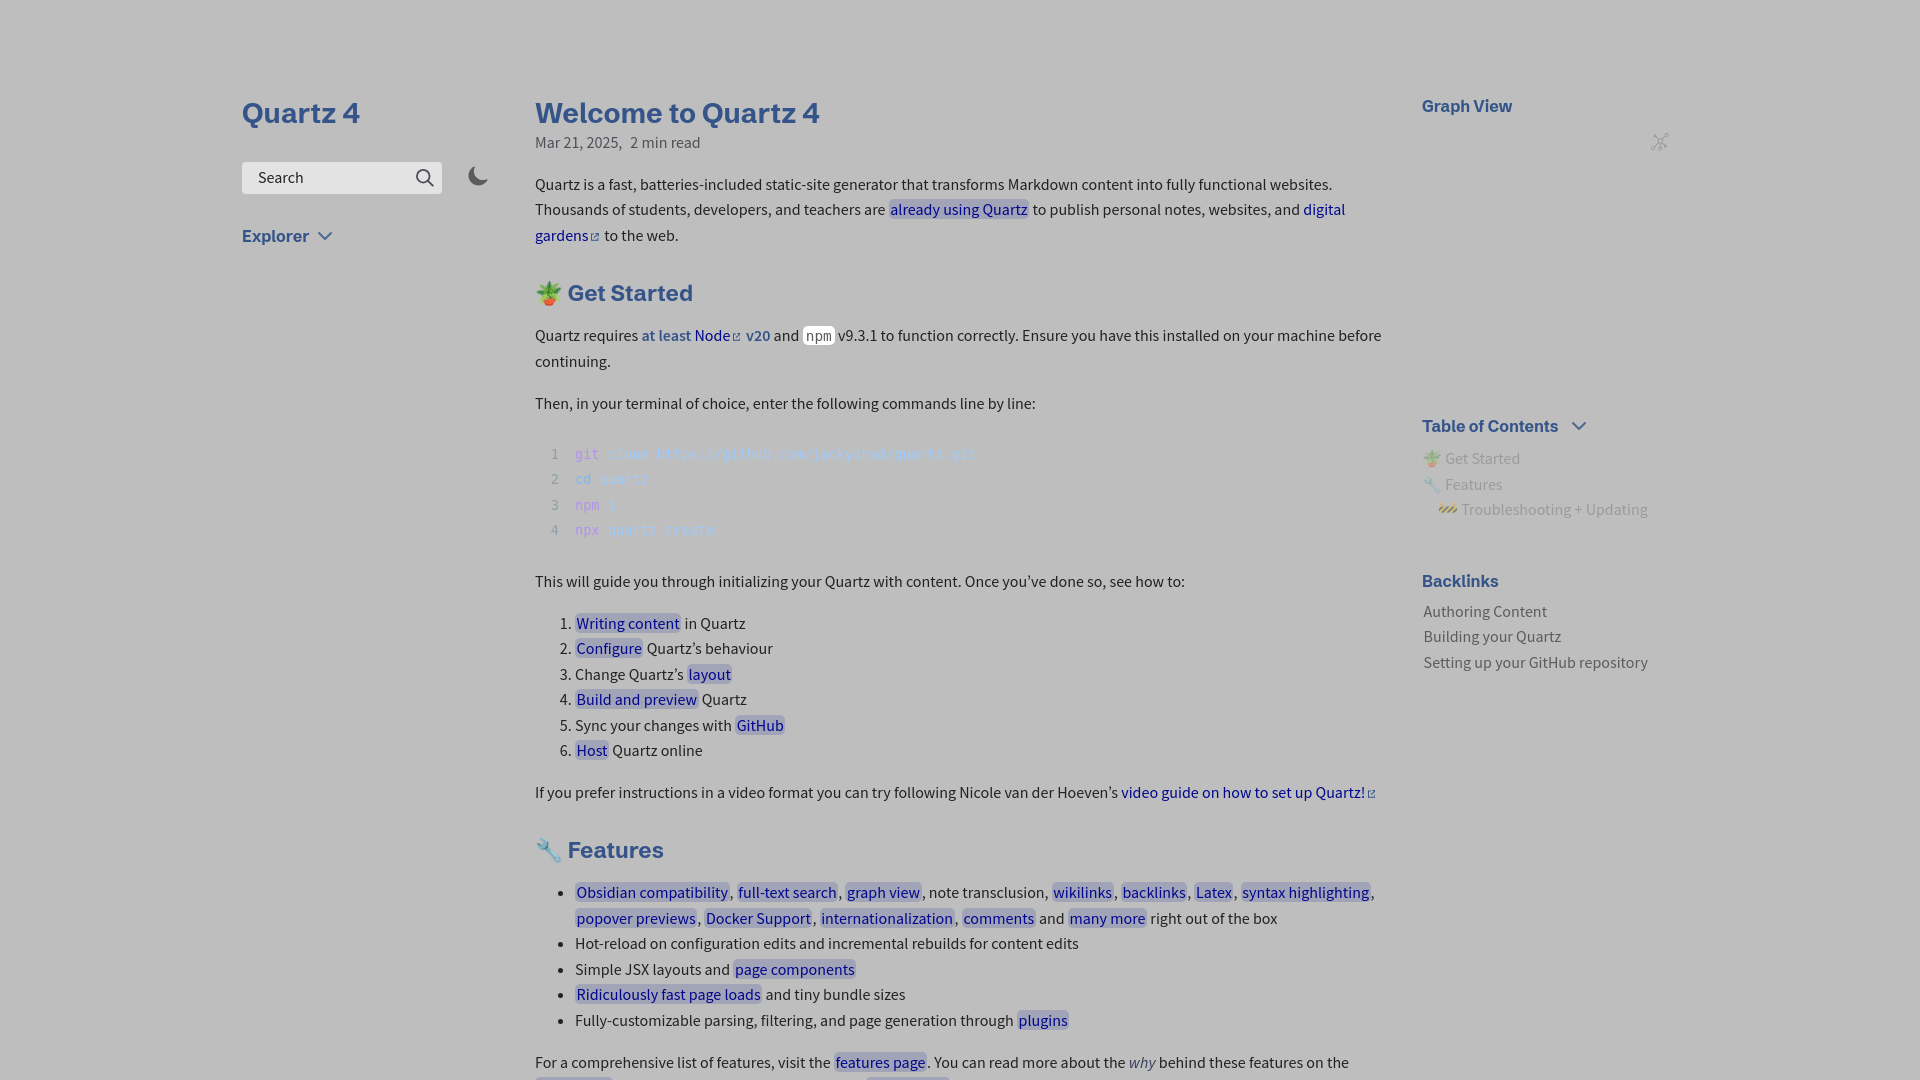 Quartz 4
Search
Explorer
Welcome to Quartz 4
Mar 21, 2025, 2 min read
Quartz is a fast, batteries-included static-site generator that transforms Markdown content into fully functional websites.
Thousands of students, developers, and teachers are already using Quartz to publish personal notes, websites, and digital
gardens to the web.
🪴 Get Started
Quartz requires at least Node v20 and npm v9.3.1 to function correctly. Ensure you have this installed on your machine before
continuing.
Then, in your terminal of choice, enter the following commands line by line:
1 git clone https://github.com/jackyzha0/quartz.git
2 cd quartz
3 npm i
4 npx quartz create
This will guide you through initializing your Quartz with content. Once you’ve done so, see how to:
1. Writing content in Quartz
2. Configure Quartz’s behaviour
3. Change Quartz’s layout
4. Build and preview Quartz
5. Sync your changes with GitHub
6. Host Quartz online
If you prefer instructions in a video format you can try following Nicole van der Hoeven’s video guide on how to set up Quartz!
🔧 Features
• Obsidian compatibility, full-text search, graph view, note transclusion, wikilinks, backlinks, Latex, syntax highlighting,
popover previews, Docker Support, internationalization, comments and many more right out of the box
• Hot-reload on configuration edits and incremental rebuilds for content edits
• Simple JSX layouts and page components
• Ridiculously fast page loads and tiny bundle sizes
• Fully-customizable parsing, filtering, and page generation through plugins
For a comprehensive list of features, visit the features page. You can read more about the why behind these features on the
Graph View
Table of Contents
🪴 Get Started
🔧 Features
🚧 Troubleshooting + Updating
Backlinks
Authoring Content
Building your Quartz
Setting up your GitHub repository